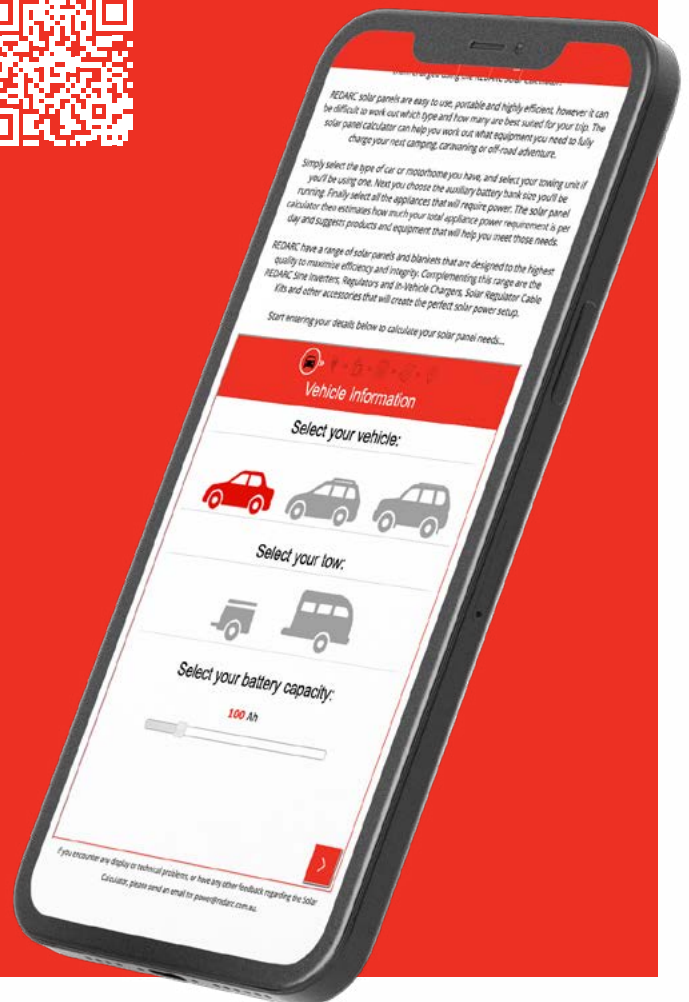 than charged using the REDARC Solar Calculator.
REDARC solar panels are easy to use, portable and highly efficient, however it can
be difficult to work out which type and how many are best suited for your trip. The
solar panel calculator can help you work out what equipment you need to fully
charge your next camping, caravaning or off-road adventure.
Simply select the type of car or motorhome you have, and select your towing unit if
you'll be using one. Next you choose the auxiliary battery bank size you'll be
running. Finally select all the appliances that will require power. The solar panel
calculator then estimates how much your total appliance power requirement is per
day and suggests products and equipment that will help you meet those needs.
REDARC have a range of solar panels and blankets that are designed to the highest
quality to maximise efficiency and integrity. Complementing this range are the
REDARC Sine Inverters, Regulators and In-Vehicle Chargers, Solar Regulator Cable
Kits and other accessories that will create the perfect solar power setup.
Start entering your details below to calculate your solar panel needs...
Vehicle Information
Select your vehicle:
Select your tow:
Select your battery capacity:
100 Ah
If you encounter any display or technical problems, or have any other feedback regarding the Solar
Calculator, please send an email to: power@redarc.com.au.